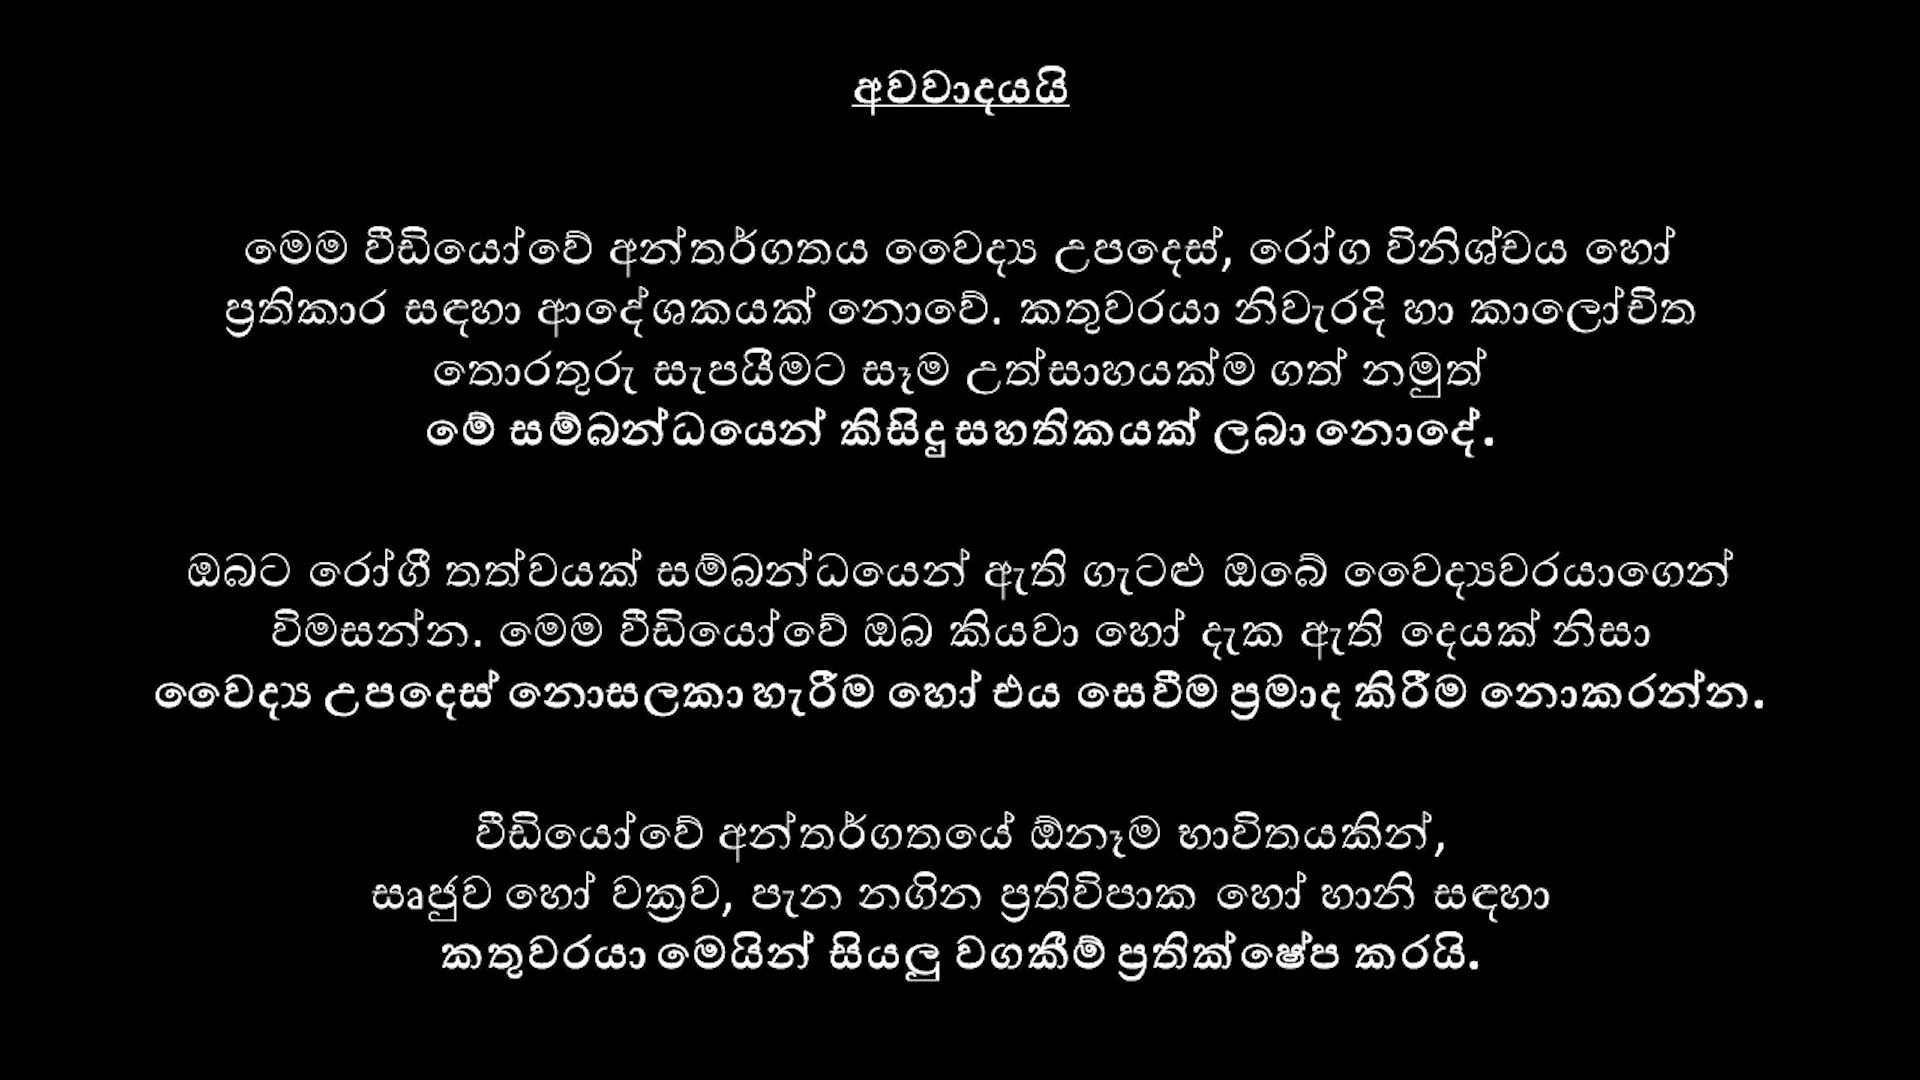 අවවාදයයි
මෙම වීඩියෝවේ අන්තර්ගතය වෛද්‍ය උපදෙස්, රෝග විනිශ්චය හෝ
ප්‍රතිකාර සඳහා ආදේශකයක් නොවේ. කතුවරයා නිවැරදි හා කාලෝචිත
තොරතුරු සැපයීමට සෑම උත්සාහයක්ම ගත් නමුත්
මේ සම්බන්ධයෙන් කිසිදු සහතිකයක් ලබා නොදේ.
ඔබට රෝගී තත්වයක් සම්බන්ධයෙන් ඇති ගැටළු ඔබේ වෛද්‍යවරයාගෙන්
විමසන්න. මෙම වීඩියෝවේ ඔබ කියවා හෝ දැක ඇති දෙයක් නිසා
වෛද්‍ය උපදෙස් නොසලකා හැරීම හෝ එය සෙවීම ප්‍රමාද කිරීම නොකරන්න.
වීඩියෝවේ අන්තර්ගතයේ ඕනෑම භාවිතයකින්,
සෘජුව හෝ වක්‍රව, පැන නගින ප්‍රතිවිපාක හෝ හානි සඳහා
කතුවරයා මෙයින් සියලු වගකීම් ප්‍රතික්ෂේප කරයි.